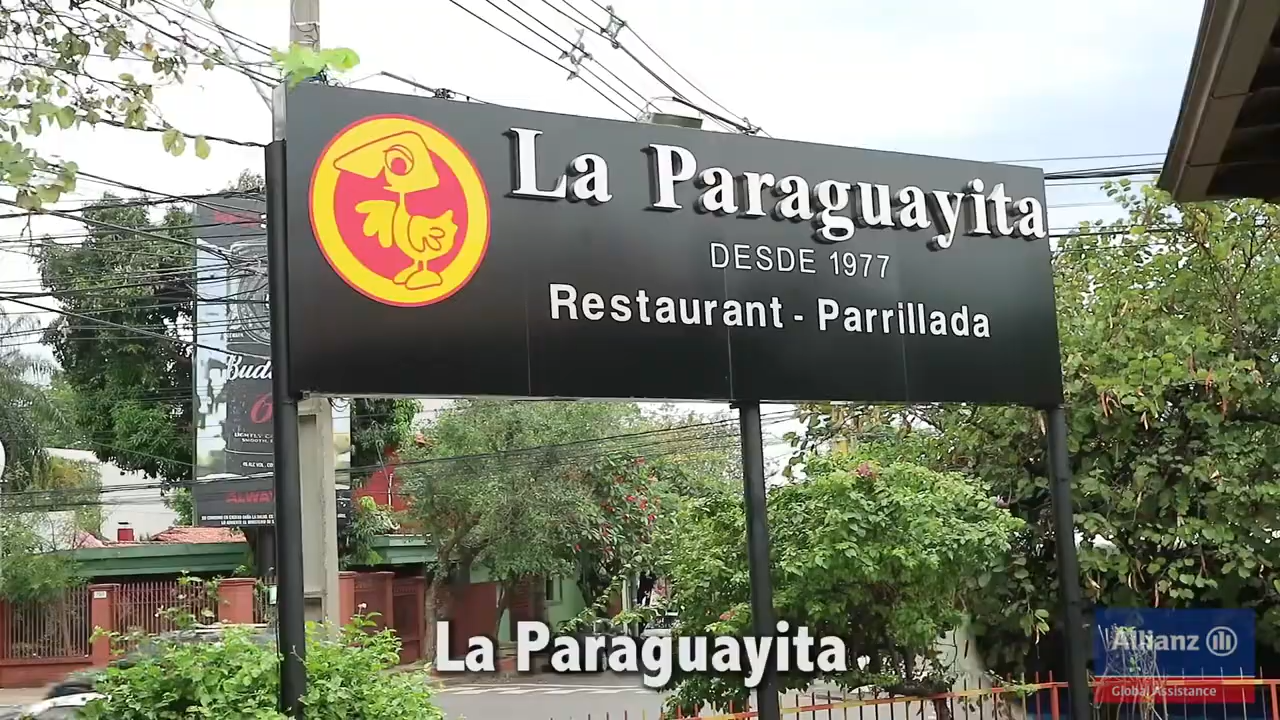 La Paraguayita
DESDE 1977
Restaurant - Parrillada
La Paraguayita
Allianz
Global Assistance